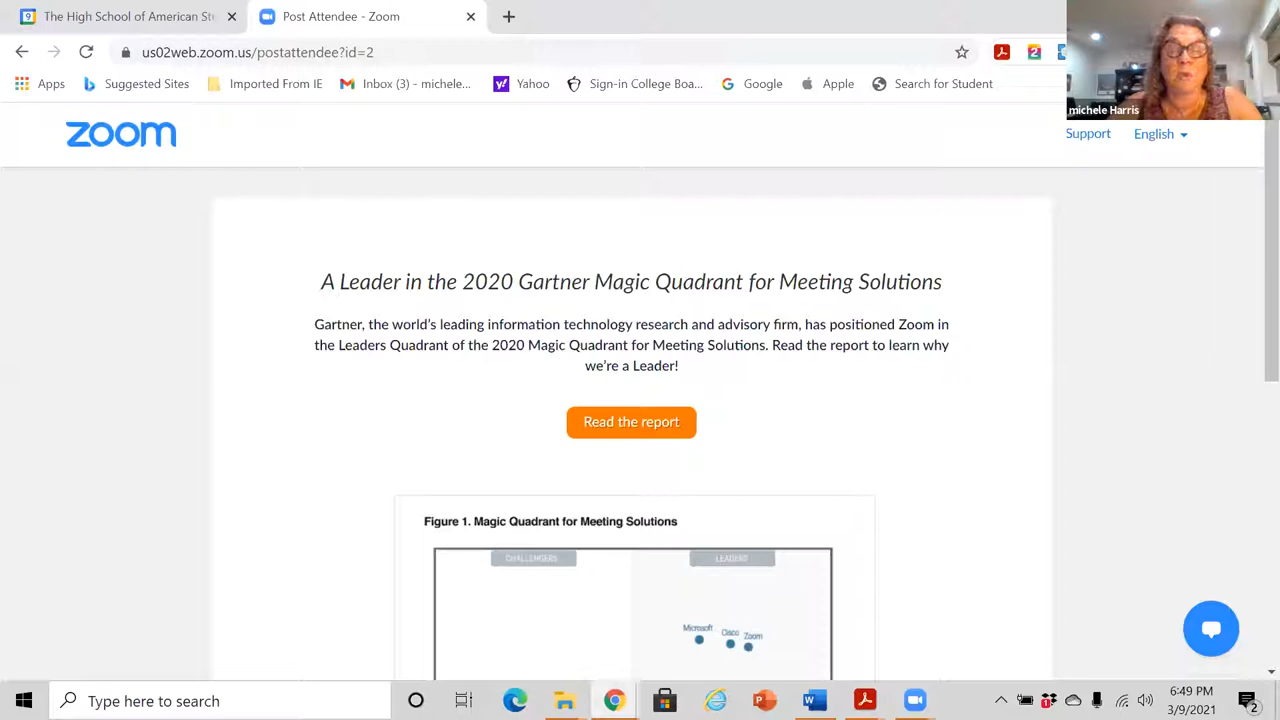 The High School of American Stu
Post Attendee - Zoom
us02web.zoom.us/postattendee?id=2
Apps
Suggested Sites
Imported From IE
Inbox (3) - michele...
Yahoo
Sign-in College Boa...
Google
Apple
Search for Student
michele Harris
zoom
Support
English
A Leader in the 2020 Gartner Magic Quadrant for Meeting Solutions
Gartner, the world's leading information technology research and advisory firm, has positioned Zoom in
the Leaders Quadrant of the 2020 Magic Quadrant for Meeting Solutions. Read the report to learn why
we're a Leader!
Read the report
Figure 1. Magic Quadrant for Meeting Solutions
CHALLENGERS
LEADERS
Microsoft
Cisco
Zoom
Type here to search
6:49 PM
3/9/2021